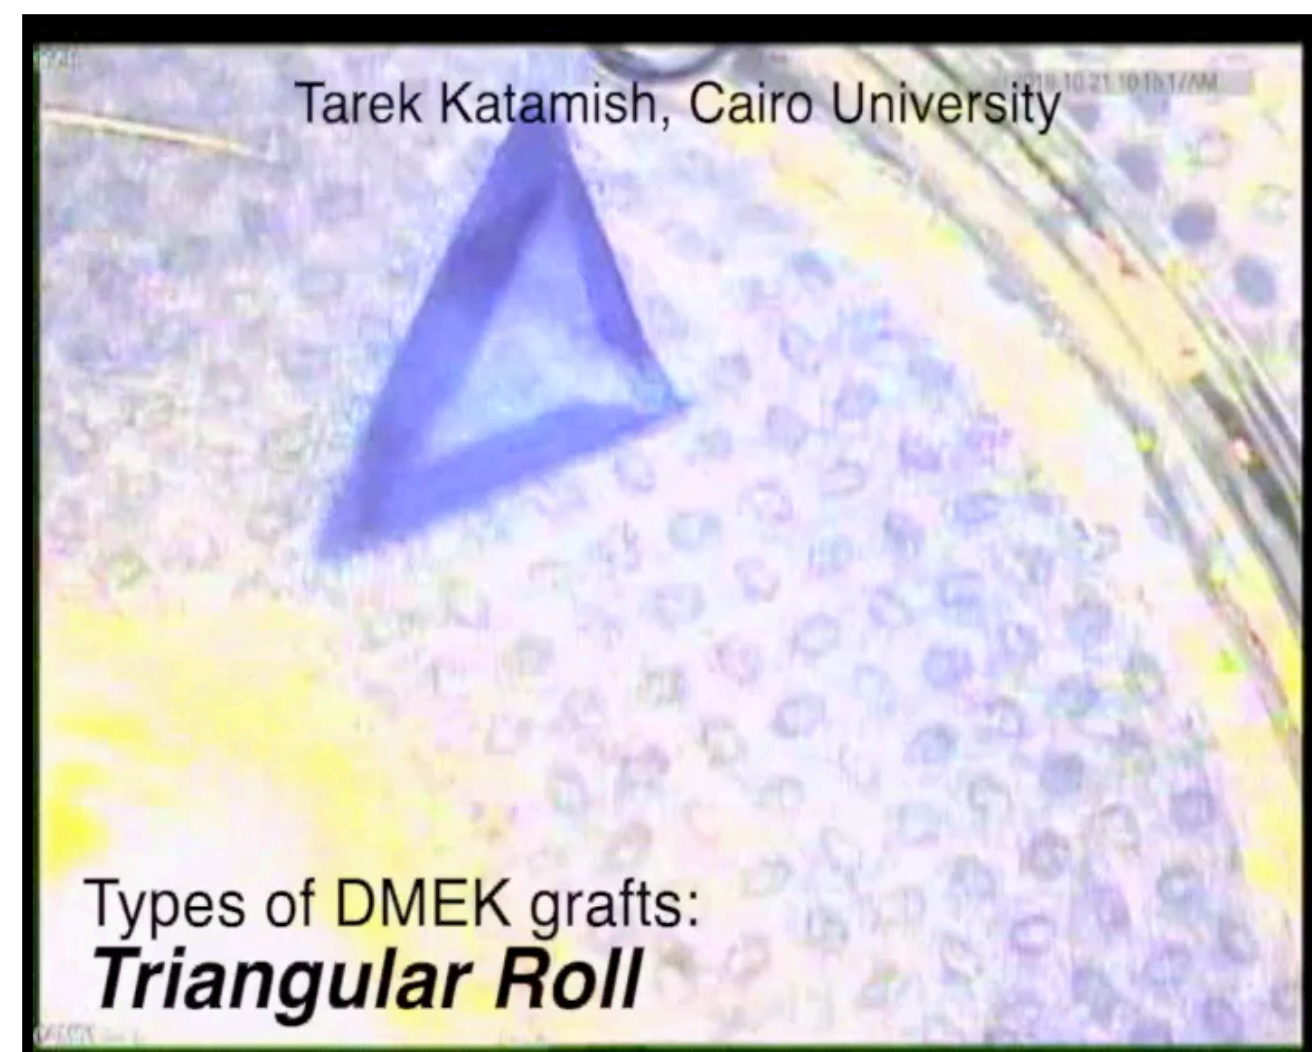 Tarek Katamish, Cairo University
Types of DMEK grafts:
Triangular Roll